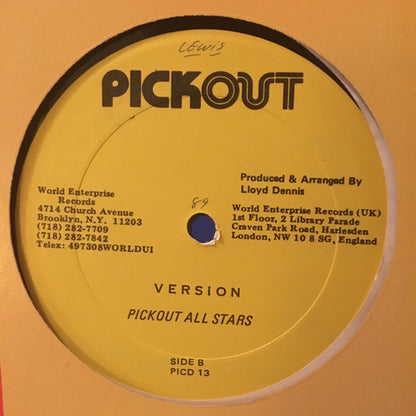 LEWIS
PICKOUT
Produced & Arranged By
Lloyd Dennis
World Enterprise
Records
4714 Church Avenue
Brooklyn, N.Y. 11203
(718) 282-7709
(718) 282-7842
Telex: 497308WORLDUI
89
World Enterprise Records (UK)
1st Floor, 2 Library Parade
Craven Park Road, Harlesden
London, NW 10 8 SG, England
VERSION
PICKOUT ALL STARS
SIDE B
PICD 13